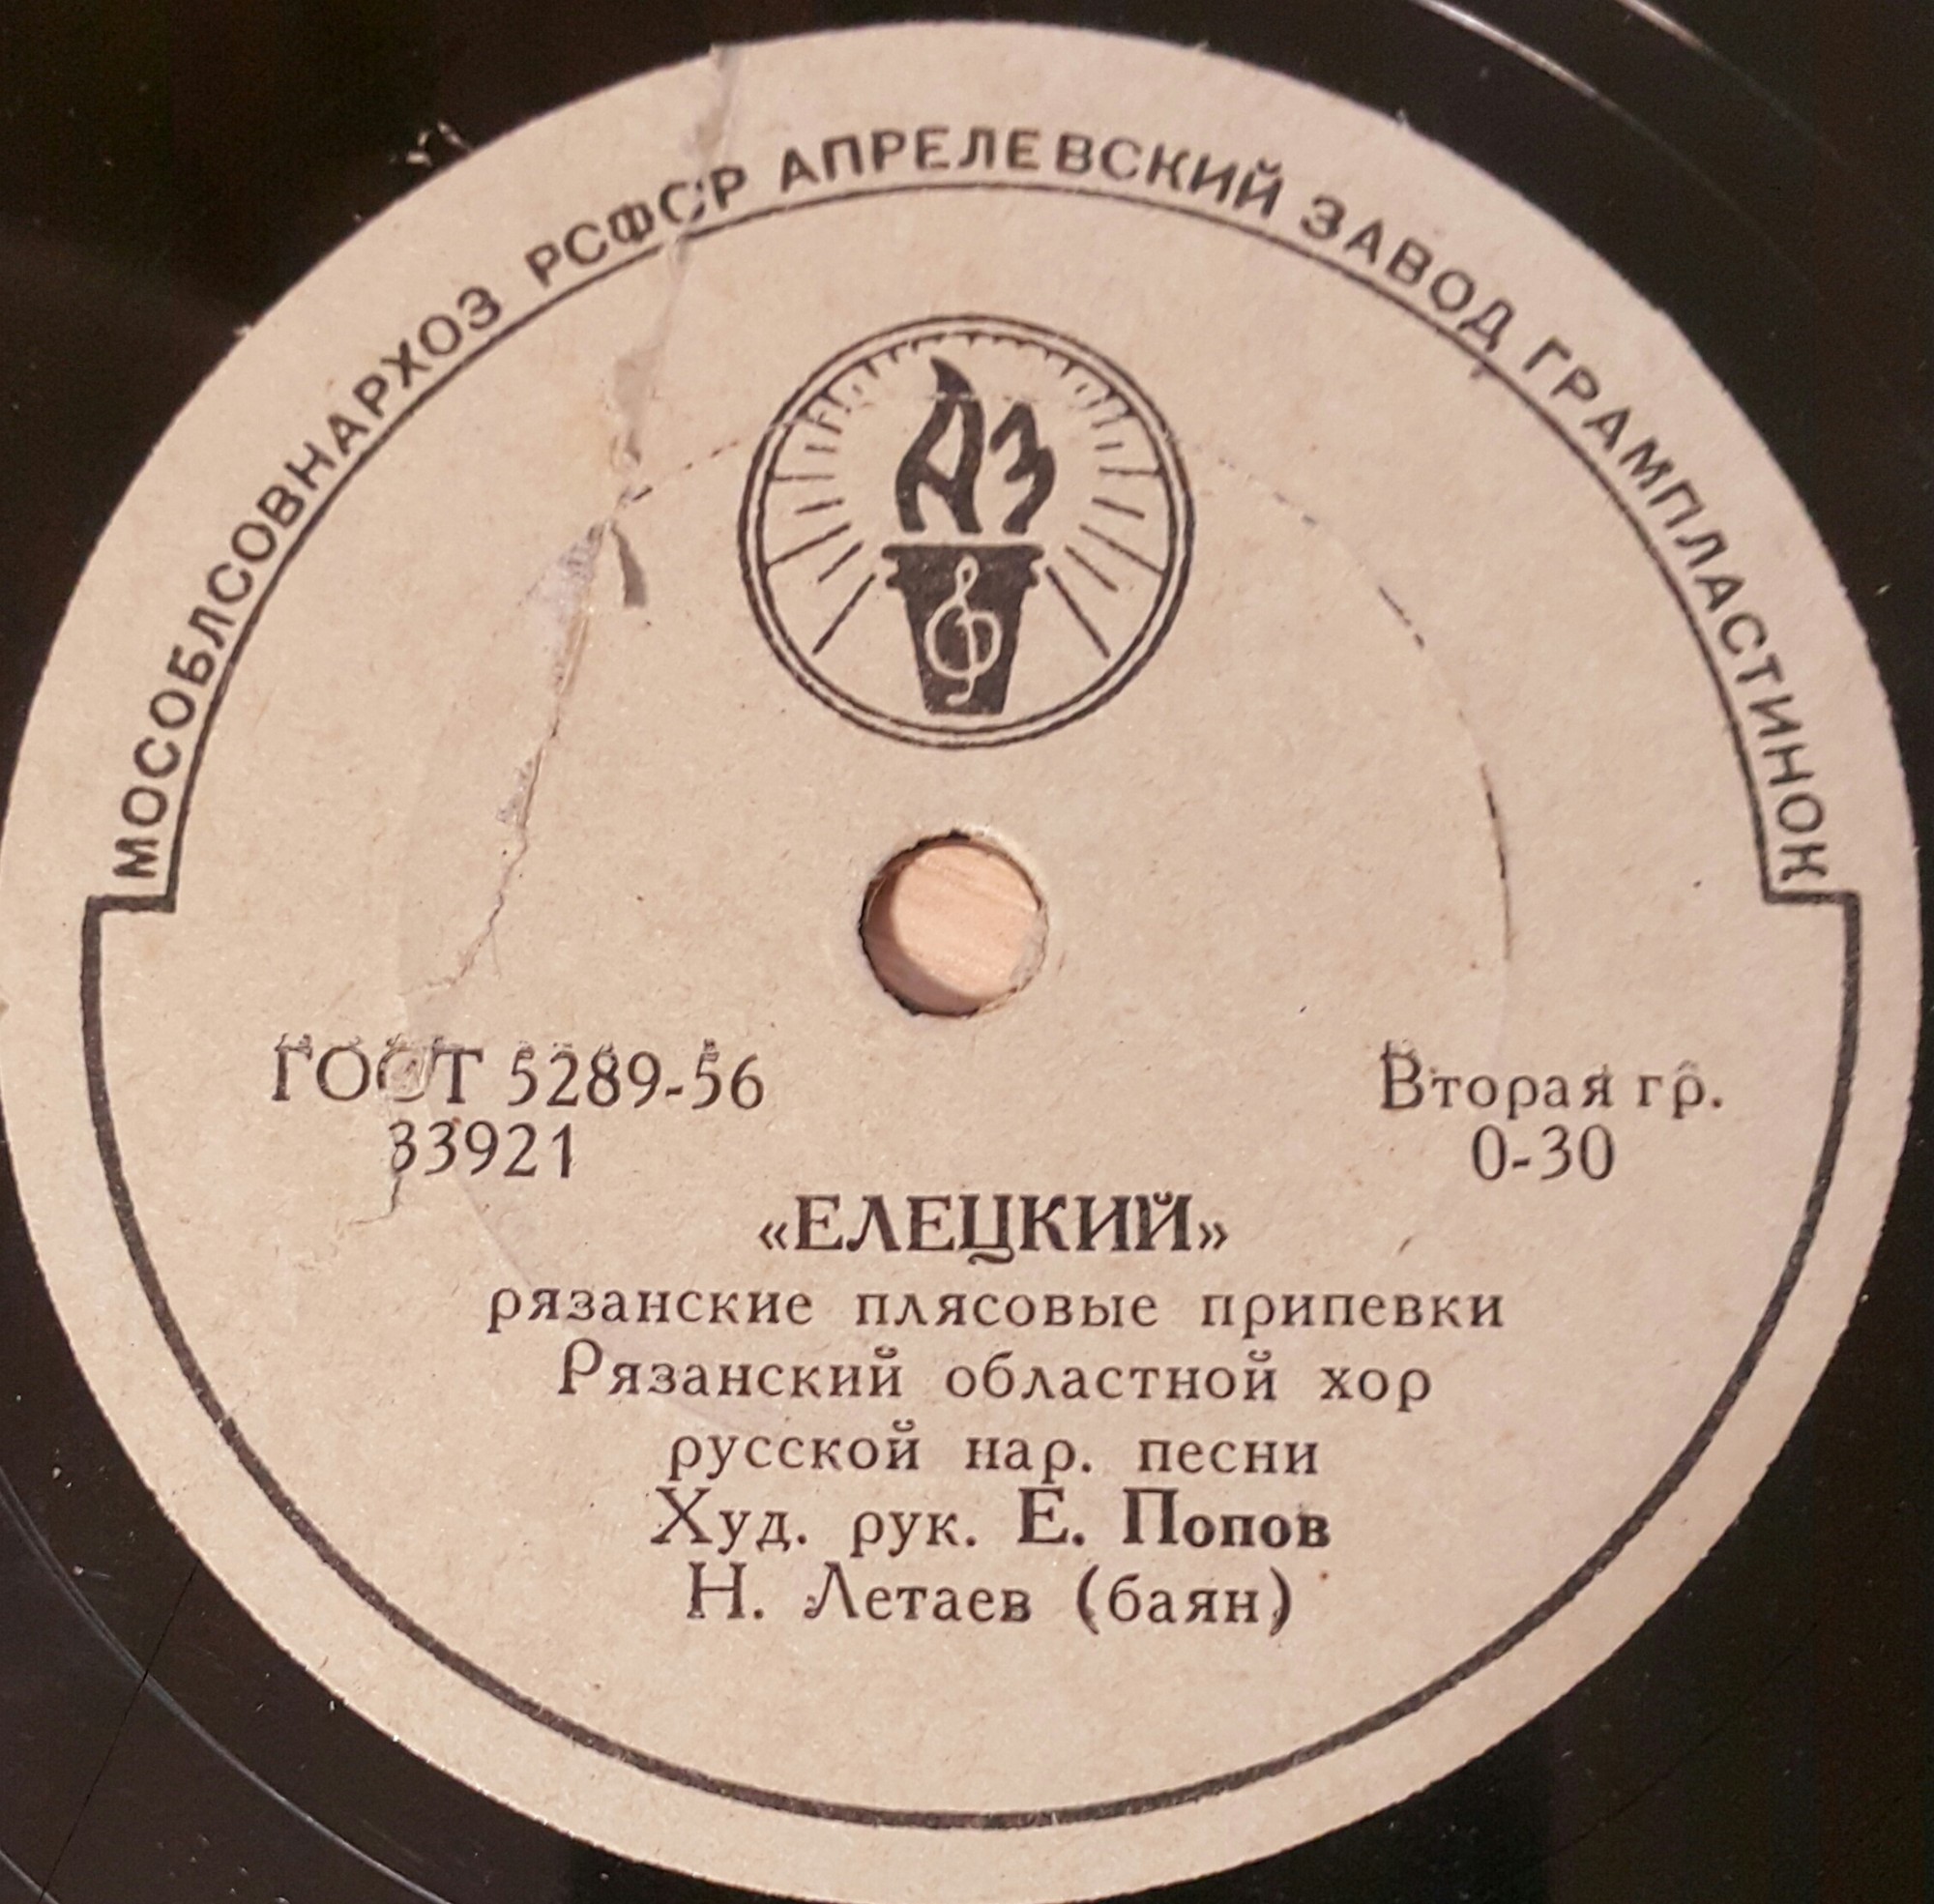 МОСОБЛСОВНАРХОЗ РСФСР АПРЕЛЕВСКИЙ ЗАВОД ГРАМПЛАСТИНОК
АЗ
ГОСТ 5289-56
33921
Вторая гр.
0-30
«ЕЛЕЦКИЙ»
рязанские плясовые припевки
Рязанский областной хор
русской нар. песни
Худ. рук. Е. Попов
Н. Летаев (баян)